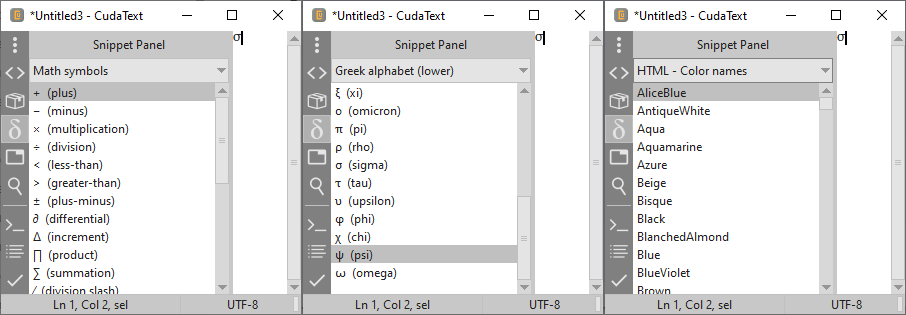 *Untitled3 - CudaText
Snippet Panel
Math symbols
+ (plus)
− (minus)
× (multiplication)
÷ (division)
< (less-than)
> (greater-than)
± (plus-minus)
∂ (differential)
∆ (increment)
∏ (product)
∑ (summation)
∕ (division slash)
σ
Ln 1, Col 2, sel
UTF-8
*Untitled3 - CudaText
Snippet Panel
Greek alphabet (lower)
ξ (xi)
ο (omicron)
π (pi)
ρ (rho)
σ (sigma)
τ (tau)
υ (upsilon)
φ (phi)
χ (chi)
ψ (psi)
ω (omega)
σ
Ln 1, Col 2, sel
UTF-8
*Untitled3 - CudaText
Snippet Panel
HTML - Color names
AliceBlue
AntiqueWhite
Aqua
Aquamarine
Azure
Beige
Bisque
Black
BlanchedAlmond
Blue
BlueViolet
Brown
σ
Ln 1, Col 2, sel
UTF-8